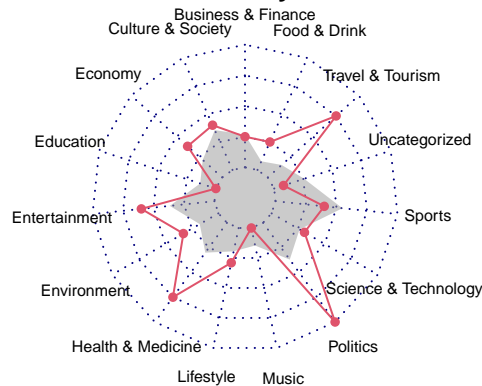 Business & Finance
Culture & Society
Food & Drink
Economy
Travel & Tourism
Education
Uncategorized
Entertainment
Sports
Environment
Science & Technology
Health & Medicine
Politics
Lifestyle
Music